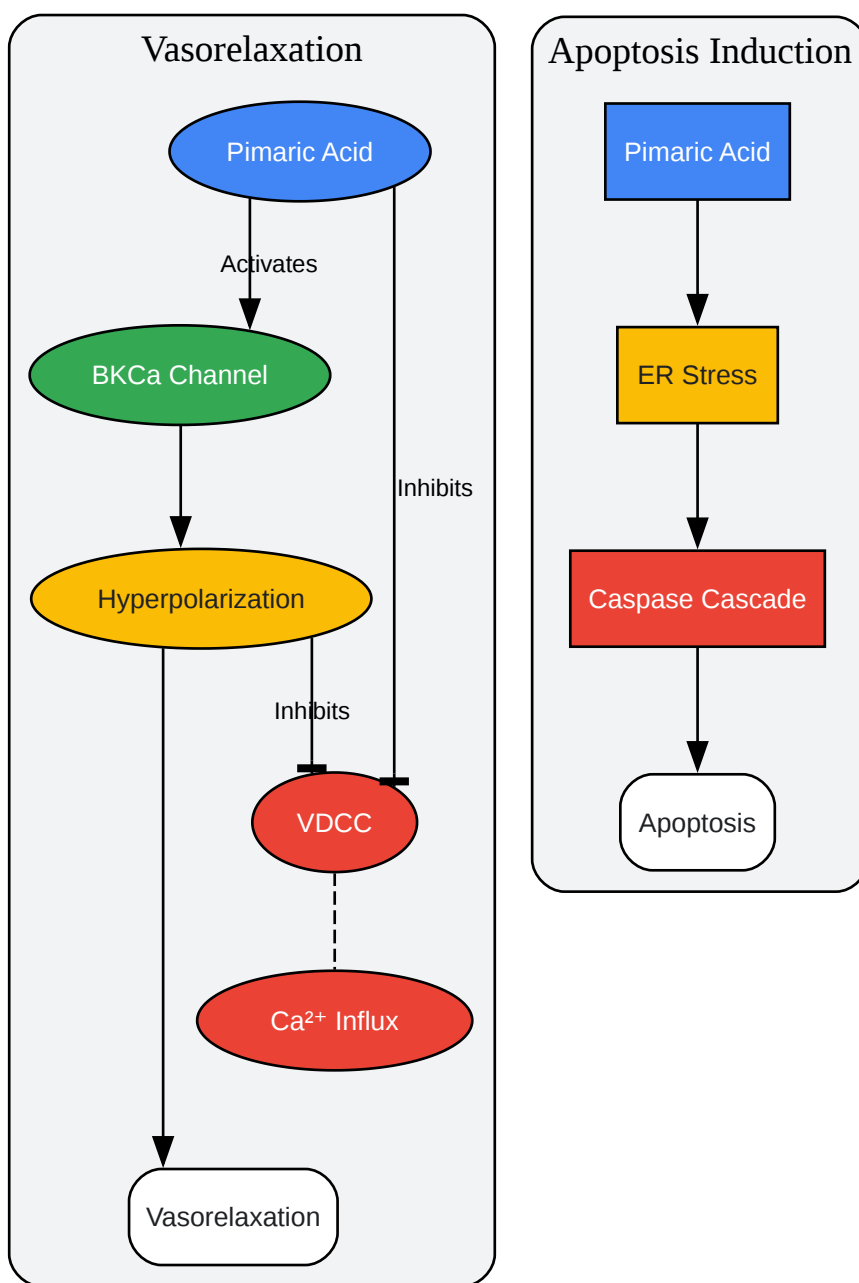 Vasorelaxation
Pimaric Acid
Activates
BKCa Channel
Inhibits
Hyperpolarization
Inhibits
VDCC
Ca²⁺ Influx
Vasorelaxation
Apoptosis Induction
Pimaric Acid
ER Stress
Caspase Cascade
Apoptosis